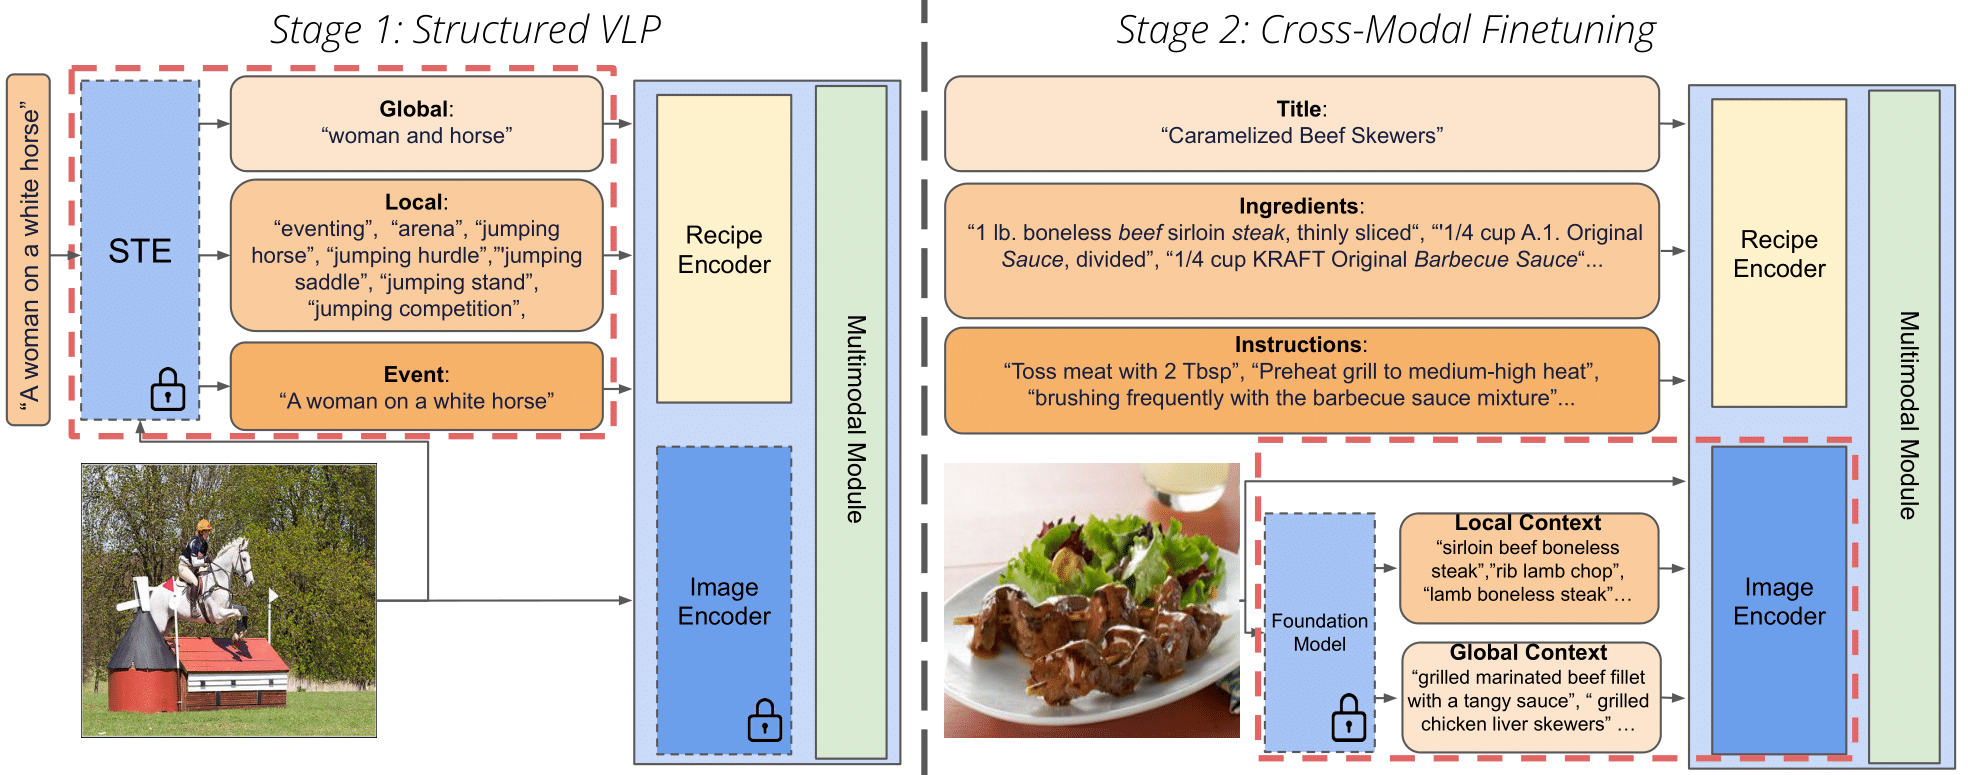 Stage 1: Structured VLP
“A woman on a white horse”
STE
Global:
“woman and horse”
Local:
“eventing”, “arena”, “jumping
horse”, “jumping hurdle”,”jumping
saddle”, “jumping stand”,
“jumping competition”,
Event:
“A woman on a white horse”
Recipe
Encoder
Image
Encoder
Multimodal Module
Stage 2: Cross-Modal Finetuning
Title:
“Caramelized Beef Skewers”
Ingredients:
“1 lb. boneless beef sirloin steak, thinly sliced“, “'1/4 cup A.1. Original
Sauce, divided”, “1/4 cup KRAFT Original Barbecue Sauce“...
Instructions:
“Toss meat with 2 Tbsp”, “Preheat grill to medium-high heat”,
“brushing frequently with the barbecue sauce mixture”...
Foundation
Model
Local Context
“sirloin beef boneless
steak”,”rib lamb chop”,
“lamb boneless steak”…
Global Context
“grilled marinated beef fillet
with a tangy sauce”, “ grilled
chicken liver skewers” …
Recipe
Encoder
Image
Encoder
Multimodal Module